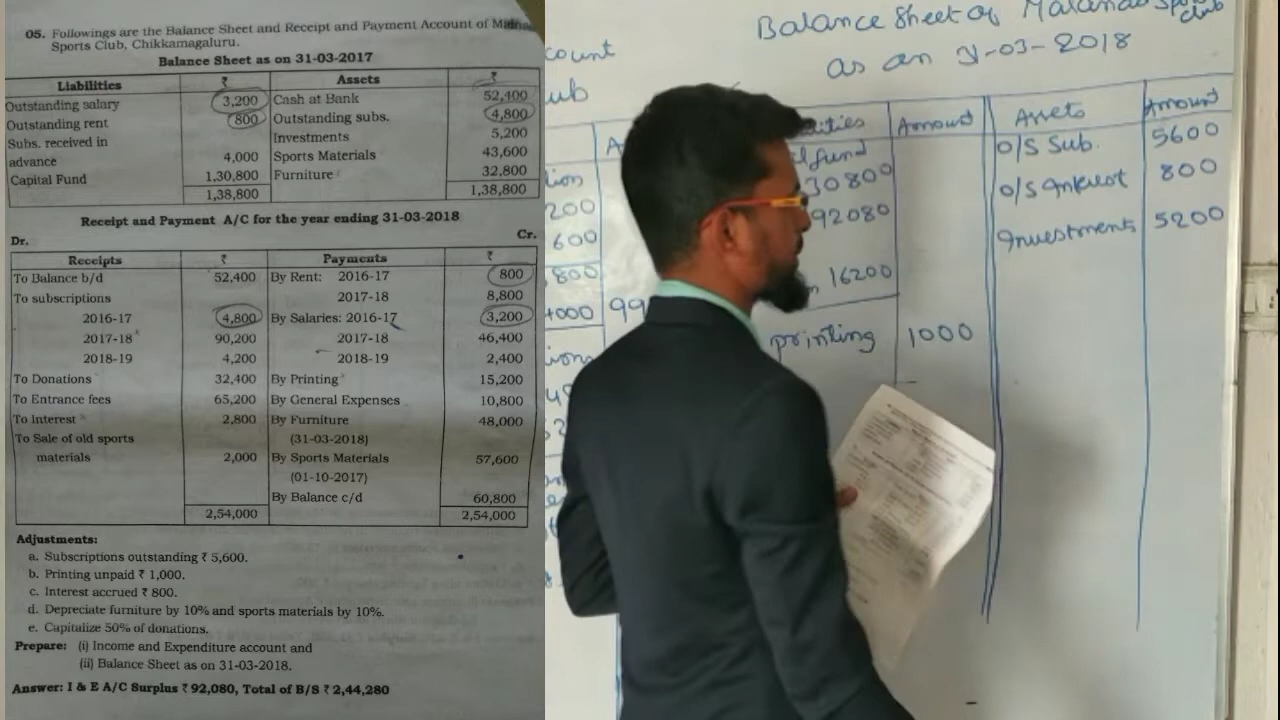 05. Followings are the Balance Sheet and Receipt and Payment Account of
Sports Club, Chikkamagaluru.
Balance Sheet as on 31-03-2017
Liabilities ₹ Assets ₹
Outstanding salary 3,200 Cash at Bank 52,400
Outstanding rent 800 Outstanding subs. 4,800
Subs. received in Investments 5,200
advance 4,000 Sports Materials 43,600
Capital Fund 1,30,800 Furniture 32,800
1,38,800 1,38,800
Receipt and Payment A/C for the year ending 31-03-2018
Dr. Cr.
Receipts ₹ Payments ₹
To Balance b/d 52,400 By Rent: 2016-17 800
To subscriptions 2017-18 8,800
2016-17 4,800 By Salaries: 2016-17 3,200
2017-18 90,200 2017-18 46,400
2018-19 4,200 2018-19 2,400
To Donations 32,400 By Printing 15,200
To Entrance fees 65,200 By General Expenses 10,800
To Interest 2,800 By Furniture 48,000
To Sale of old sports (31-03-2018)
materials 2,000 By Sports Materials 57,600
(01-10-2017)
By Balance c/d 60,800
2,54,000 2,54,000
Adjustments:
a. Subscriptions outstanding ₹ 5,600.
b. Printing unpaid ₹ 1,000.
c. Interest accrued ₹ 800.
d. Depreciate furniture by 10% and sports materials by 10%.
e. Capitalize 50% of donations.
Prepare: (i) Income and Expenditure account and
(ii) Balance Sheet as on 31-03-2018.
Answer: I & E A/C Surplus ₹ 92,080, Total of B/S ₹ 2,44,280
Balance Sheet of Club
as on 31-03-2018
Amount Assets Amount
O/S Sub. 5600
30800 O/S Interest 800
92080 Investments 5200
16200
printing 1000
200
600
800